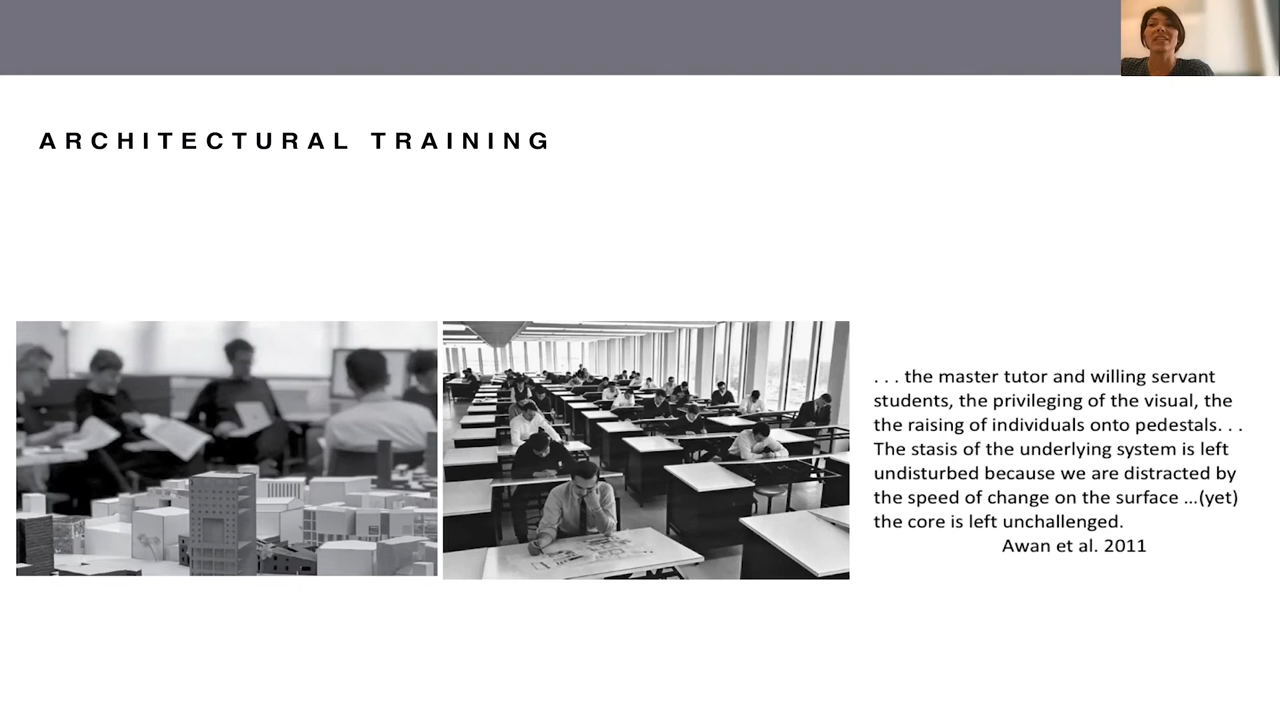 ARCHITECTURAL TRAINING
. . . the master tutor and willing servant
students, the privileging of the visual, the
the raising of individuals onto pedestals. . .
The stasis of the underlying system is left
undisturbed because we are distracted by
the speed of change on the surface ...(yet)
the core is left unchallenged.
Awan et al. 2011